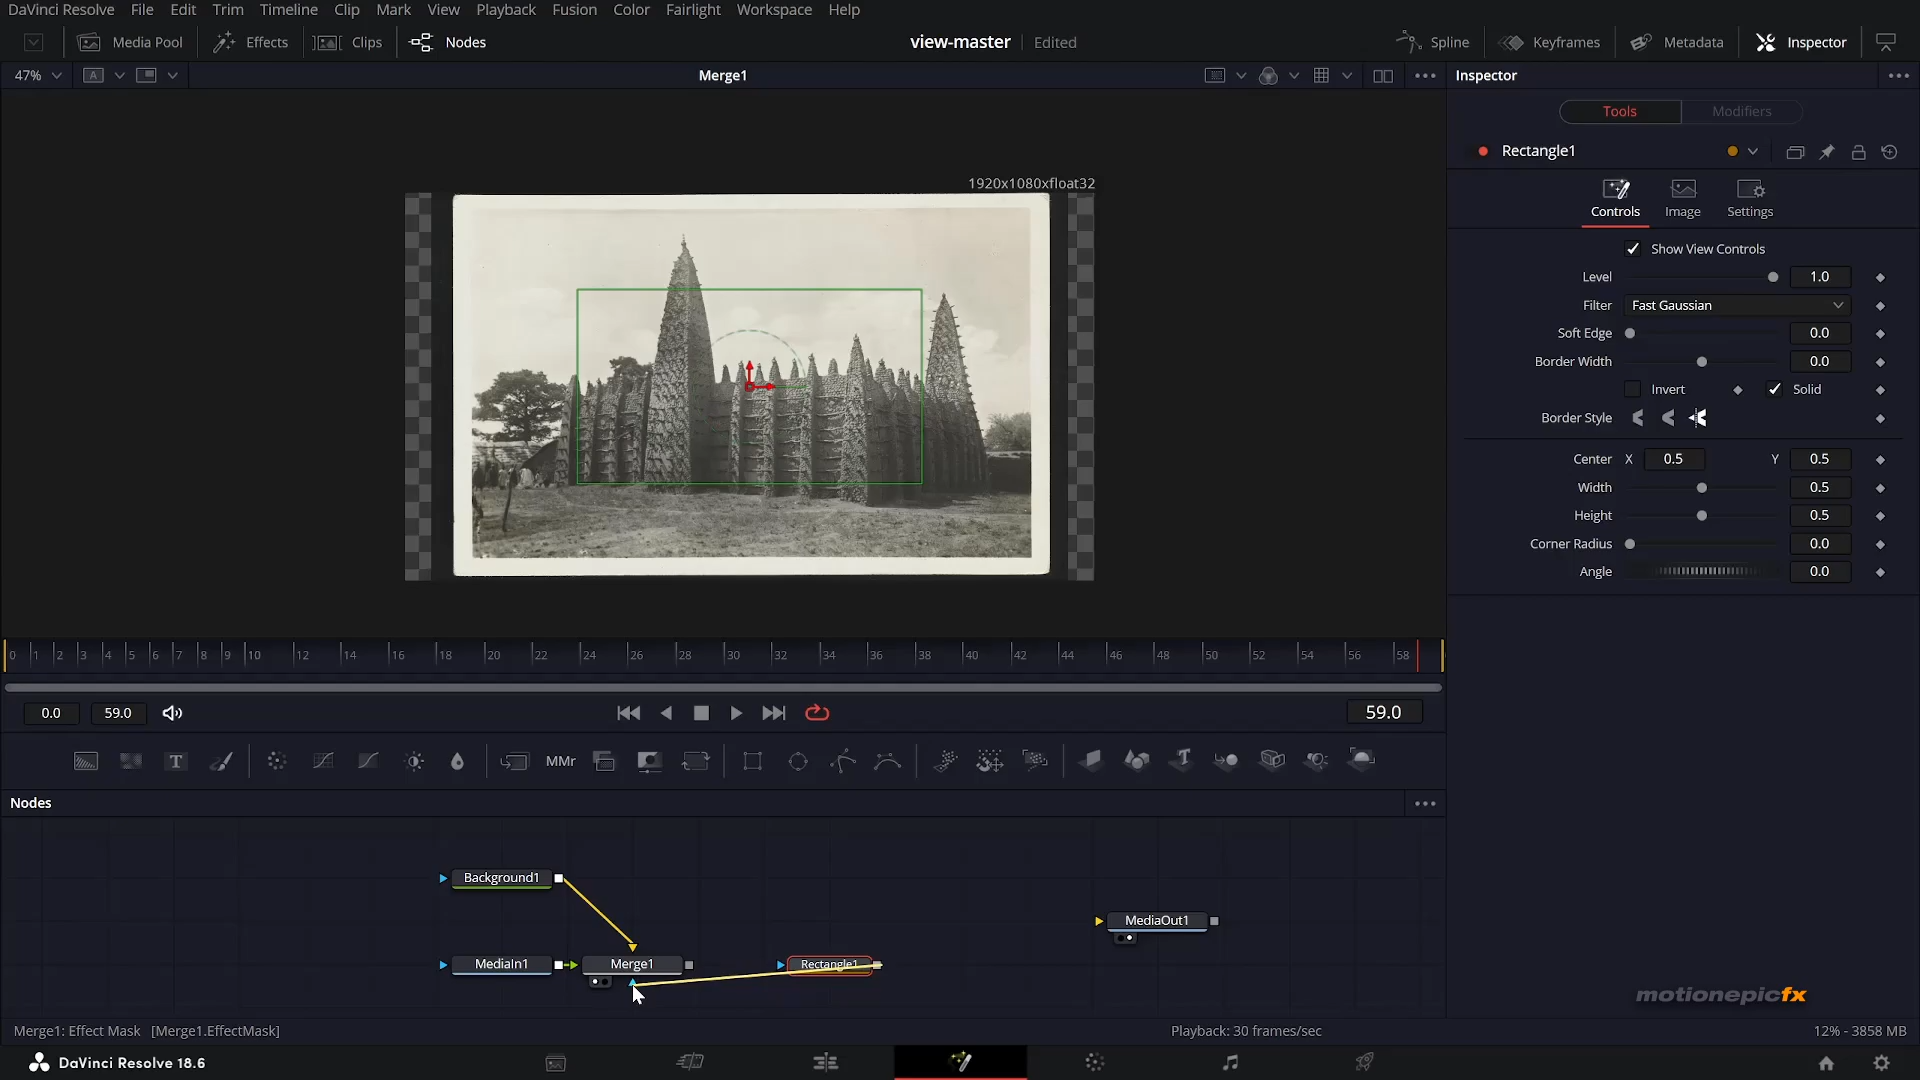 DaVinci Resolve File Edit Trim Timeline Clip Mark View Playback Fusion Color Fairlight Workspace Help
Media Pool Effects Clips Nodes view-master Edited Spline Keyframes Metadata Inspector
47% A Merge1 Inspector
Tools Modifiers
Rectangle1
1920x1080xfloat32
Controls Image Settings
Show View Controls
Level 1.0
Filter Fast Gaussian
Soft Edge 0.0
Border Width 0.0
Invert Solid
Border Style
Center X 0.5 Y 0.5
Width 0.5
Height 0.5
Corner Radius 0.0
Angle 0.0
0 1 2 3 4 5 6 7 8 9 10 12 14 16 18 20 22 24 26 28 30 32 34 36 38 40 42 44 46 48 50 52 54 56 58
0.0 59.0 59.0
T MMr T
Nodes
Background1
MediaOut1
MediaIn1 Merge1 Rectangle1
motionepicfx
Merge1: Effect Mask [Merge1.EffectMask] Playback: 30 frames/sec 12% - 3858 MB
DaVinci Resolve 18.6